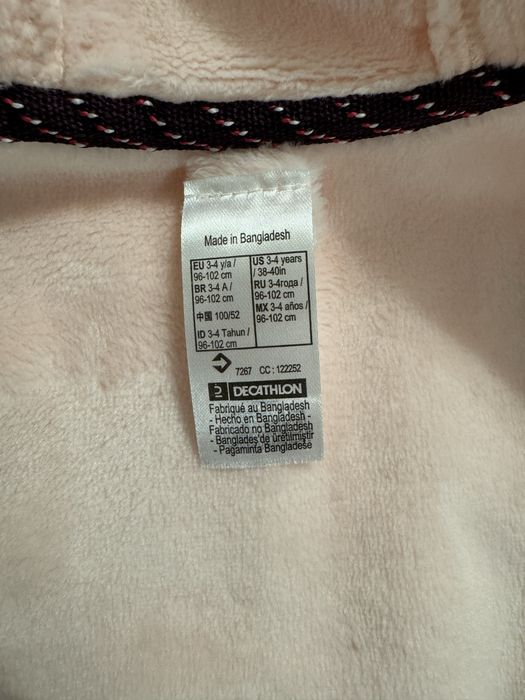 Made in Bangladesh
EU 3-4 y/a /
96-102 cm
BR 3-4 A /
96-102 cm
中国 100/52
ID 3-4 Tahun /
96-102 cm
US 3-4 years
/ 38-40in
RU 3-4года /
96-102 cm
MX 3-4 años /
96-102 cm
7267 CC : 122252
DECATHLON
Fabriqué au Bangladesh
- Hecho en Bangladesh -
Fabricado no Bangladesh
- Banglades'de üretilmiştir
- Pagaminta Bangladeše